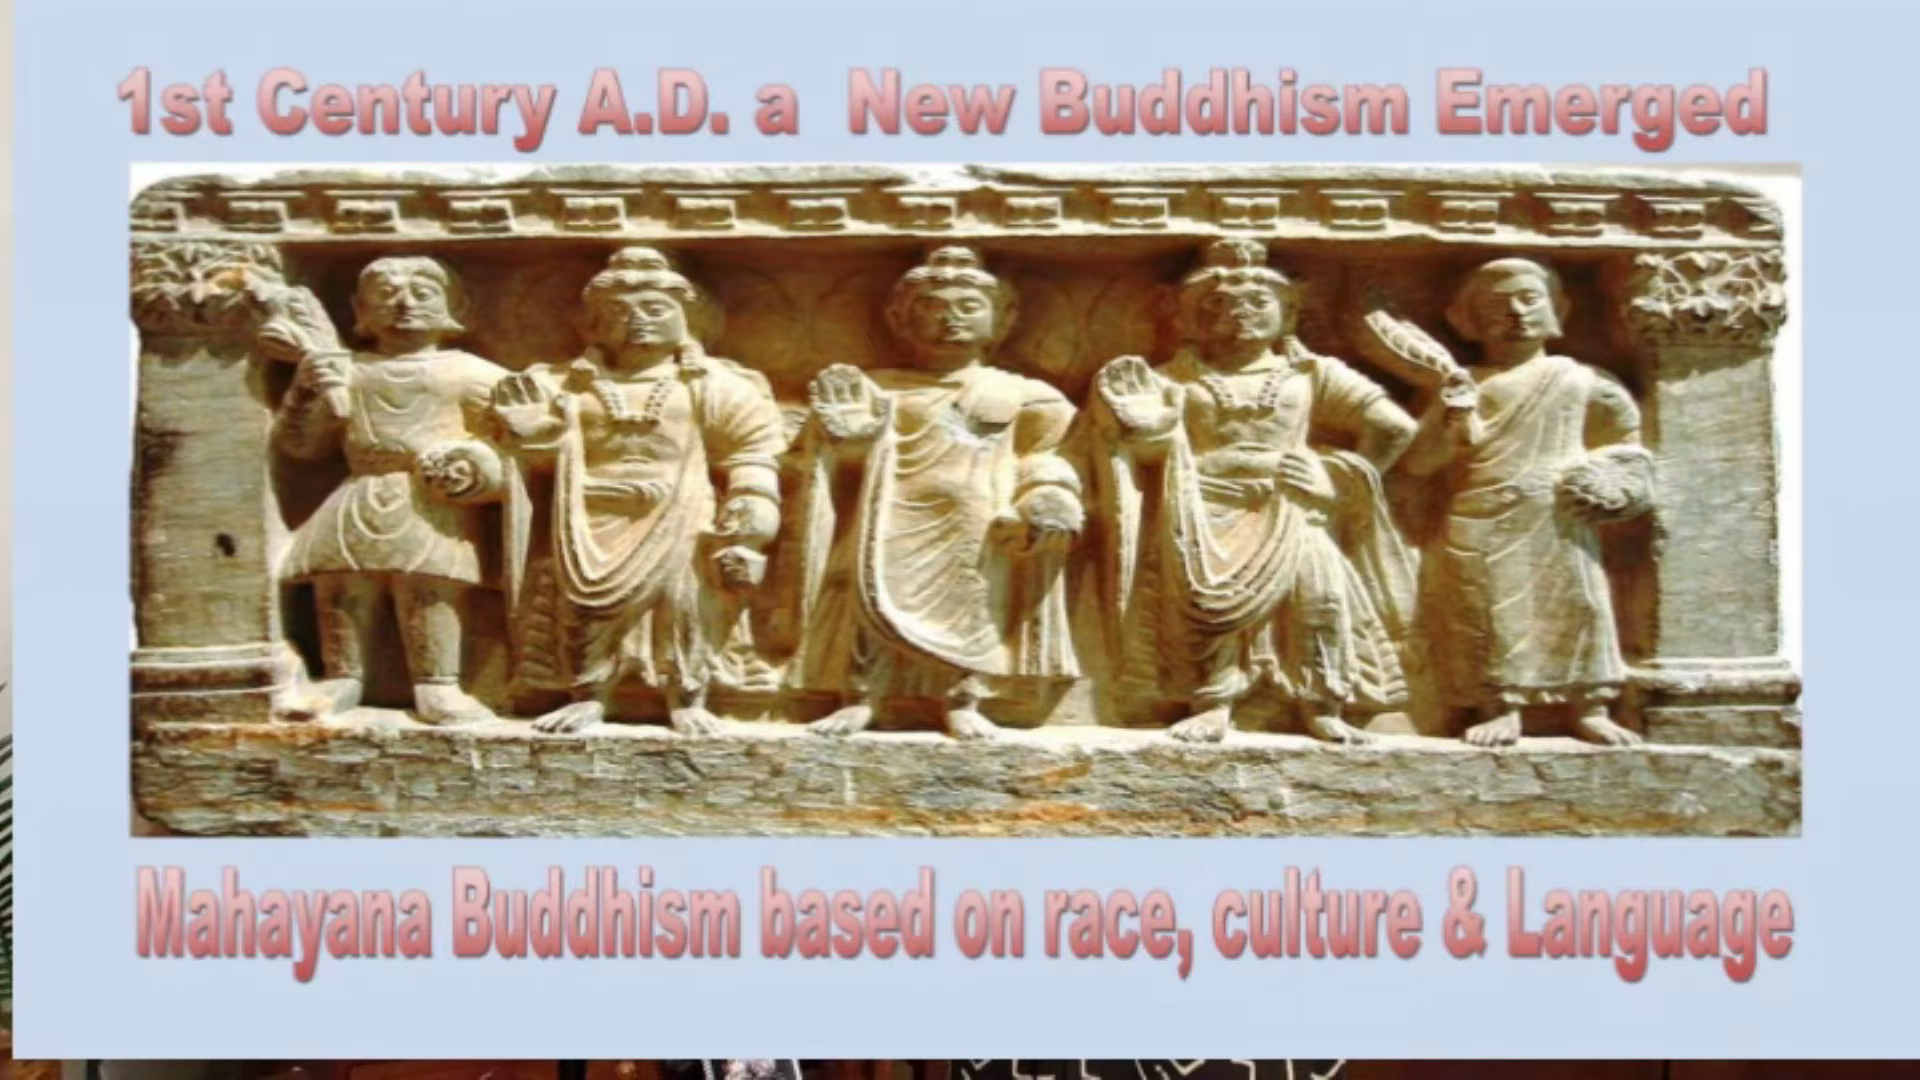 1st Century A.D. a New Buddhism Emerged
Mahayana Buddhism based on race, culture & Language